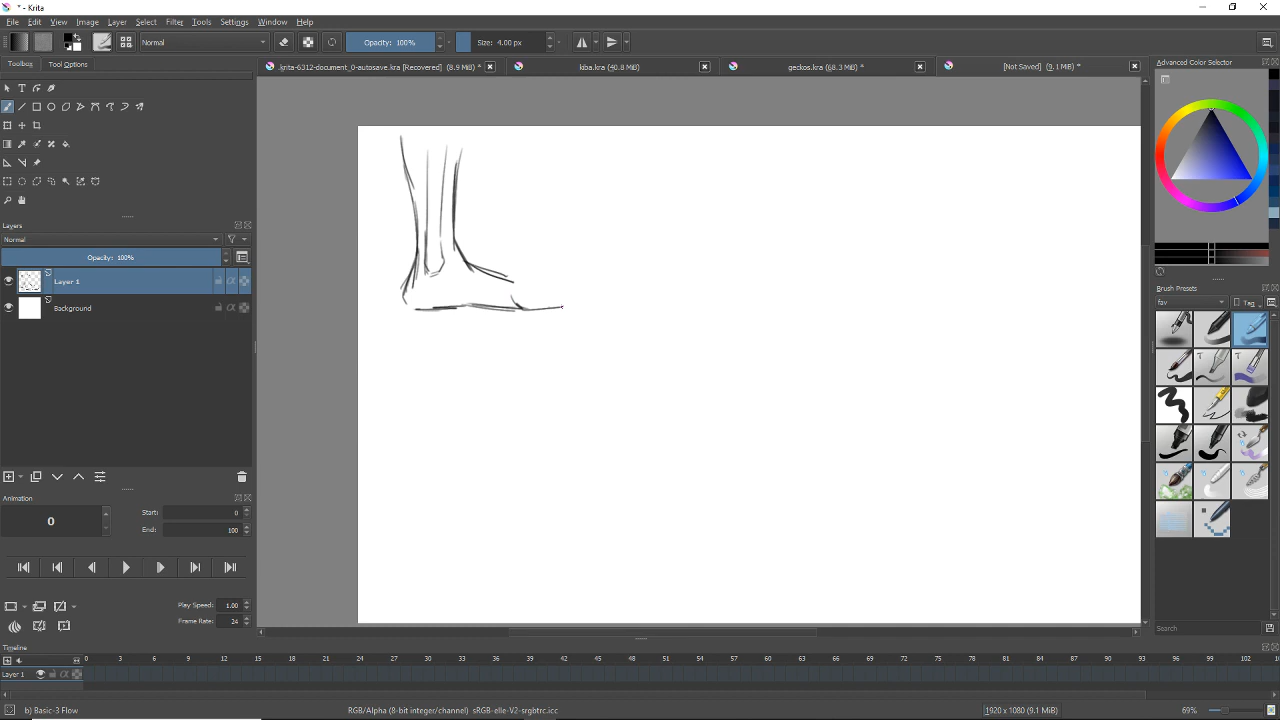 * - Krita
File Edit View Image Layer Select Filter Tools Settings Window Help
Normal Opacity: 100% Size: 4.00 px
Toolbox Tool Options
.krita-6312-document_0-autosave.kra [Recovered] (8.9 MiB) * kiba.kra (40.8 MiB) geckos.kra (68.3 MiB) * [Not Saved] (9.1 MiB) *
Advanced Color Selector
Layers
Normal
Opacity: 100%
Layer 1
Background
Brush Presets
fav Tag
Animation
0 Start: 0
End: 100
Play Speed: 1.00
Frame Rate: 24
Search
Timeline
0 3 6 9 12 15 18 21 24 27 30 33 36 39 42 45 48 51 54 57 60 63 66 69 72 75 78 81 84 87 90 93 96 99 102 10
Layer 1
b) Basic-3 Flow RGB/Alpha (8-bit integer/channel) sRGB-elle-V2-srgbtrc.icc 1920 x 1080 (9.1 MiB) 69%